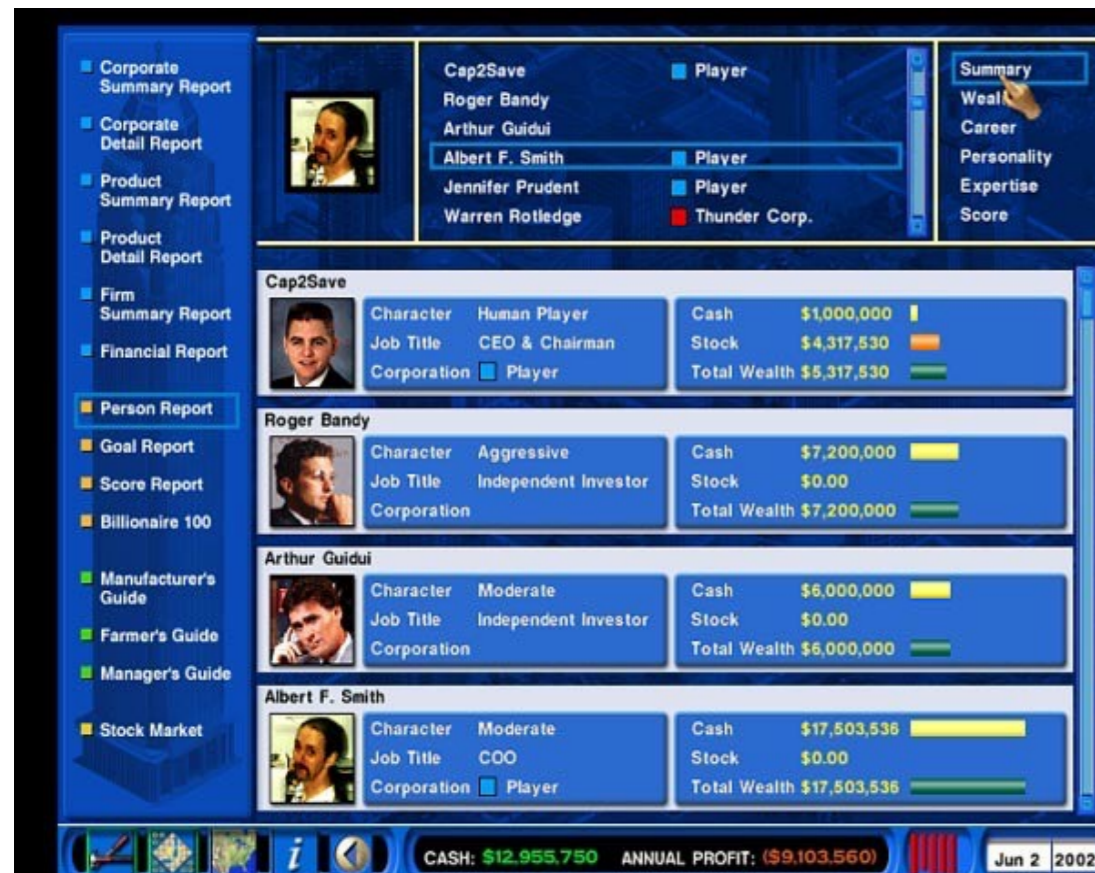 Corporate
Summary Report
Corporate
Detail Report
Product
Summary Report
Product
Detail Report
Firm
Summary Report
Financial Report
Person Report
Goal Report
Score Report
Billionaire 100
Manufacturer's
Guide
Farmer's Guide
Manager's Guide
Stock Market
Cap2Save Player
Roger Bandy
Arthur Guidui
Albert F. Smith Player
Jennifer Prudent Player
Warren Rotledge Thunder Corp.
Summary
Career
Personality
Expertise
Score
Cap2Save
Character Human Player
Job Title CEO & Chairman
Corporation Player
Cash $1,000,000
Stock $4,317,530
Total Wealth $5,317,530
Roger Bandy
Character Aggressive
Job Title Independent Investor
Corporation
Cash $7,200,000
Stock $0.00
Total Wealth $7,200,000
Arthur Guidui
Character Moderate
Job Title Independent Investor
Corporation
Cash $6,000,000
Stock $0.00
Total Wealth $6,000,000
Albert F. Smith
Character Moderate
Job Title COO
Corporation Player
Cash $17,503,536
Stock $0.00
Total Wealth $17,503,536
i
CASH: $12,955,750 ANNUAL PROFIT: ($9,103,560)
Jun 2 2002